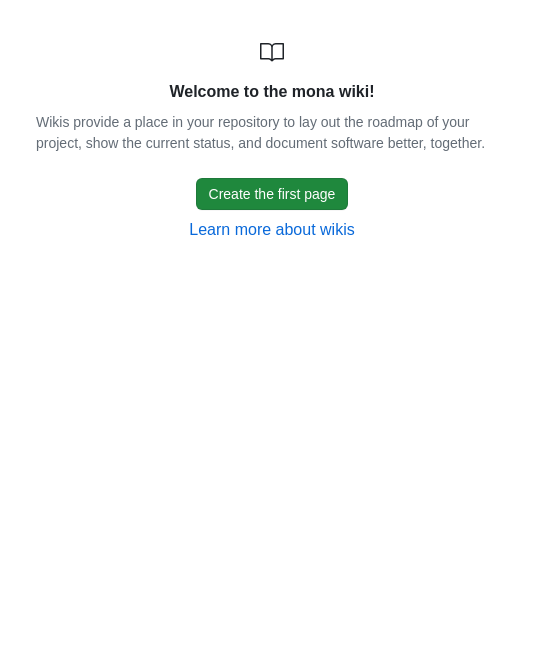 Welcome to the mona wiki!
Wikis provide a place in your repository to lay out the roadmap of your
project, show the current status, and document software better, together.
Create the first page
Learn more about wikis